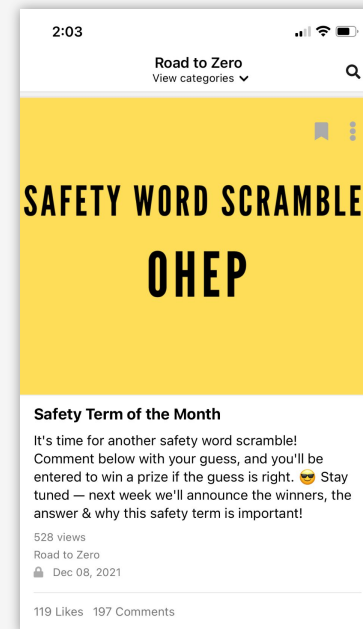 2:03
Road to Zero
View categories
SAFETY WORD SCRAMBLE
OHEP
Safety Term of the Month
It's time for another safety word scramble!
Comment below with your guess, and you'll be
entered to win a prize if the guess is right. 😎 Stay
tuned — next week we'll announce the winners, the
answer & why this safety term is important!
528 views
Road to Zero
Dec 08, 2021
119 Likes 197 Comments